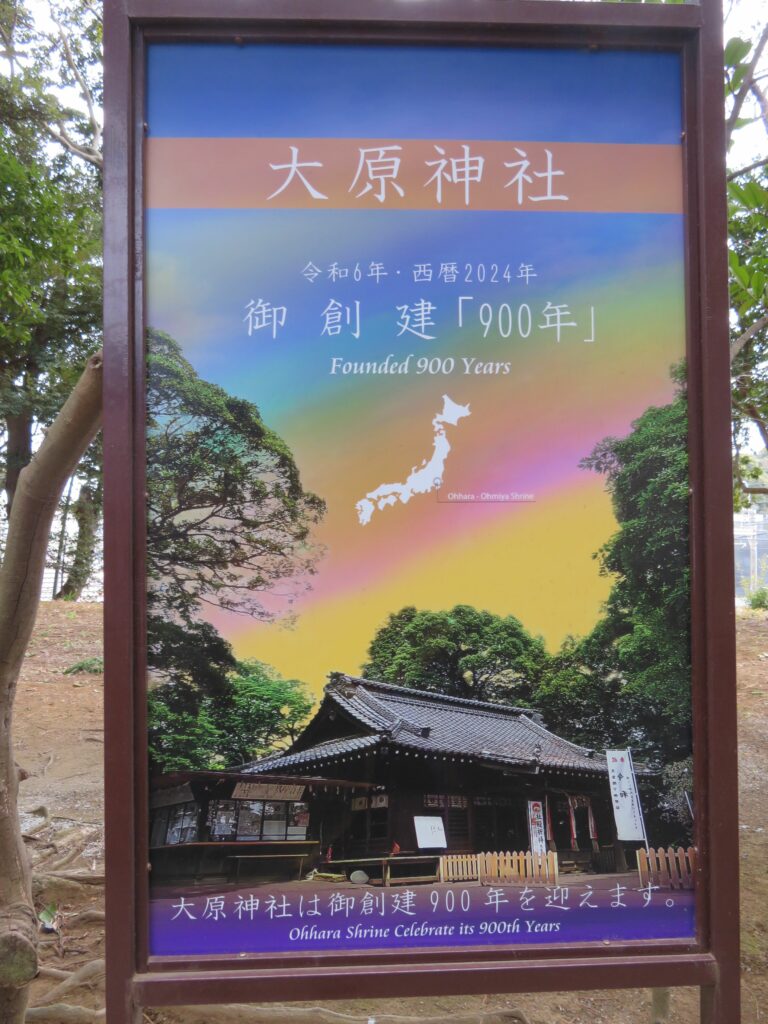 大原神社
令和6年・西暦2024年
御創建「900年」
Founded 900 Years
Ohhara - Ohmiya Shrine
大原神社は御創建900年を迎えます。
Ohhara Shrine Celebrate its 900th Years